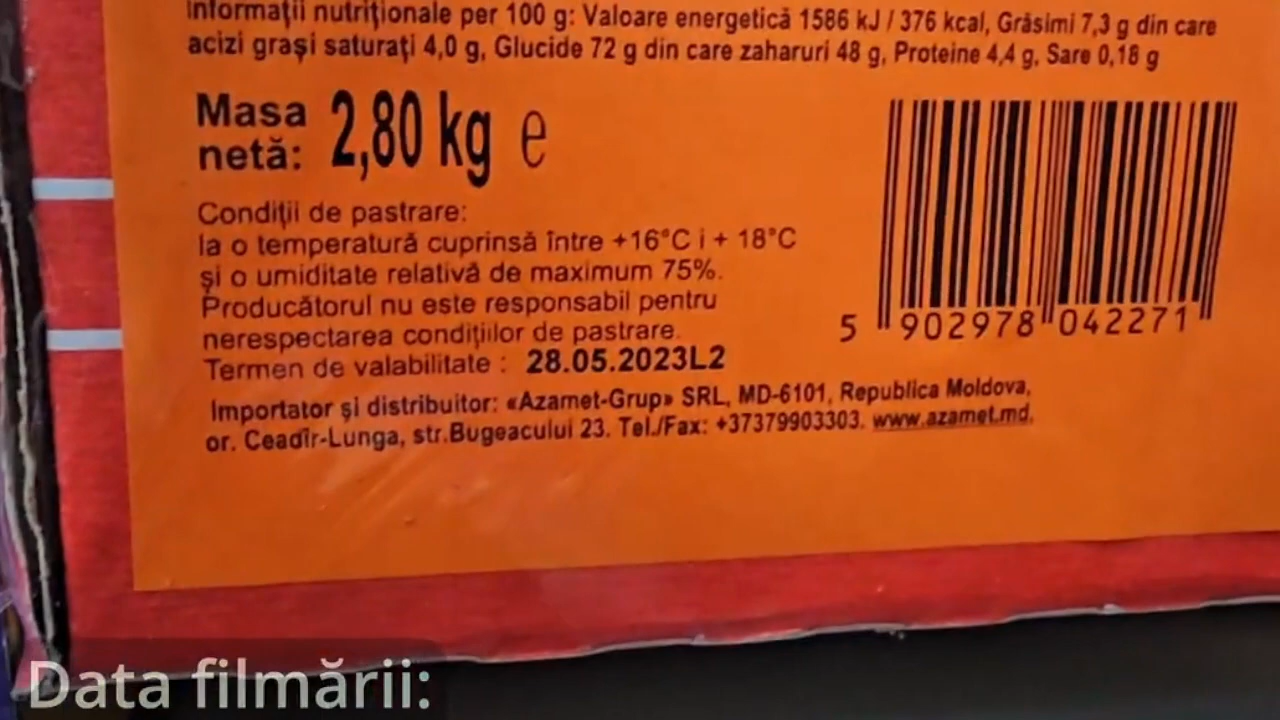 Informații nutriționale per 100 g: Valoare energetică 1586 kJ / 376 kcal, Grăsimi 7,3 g din care
acizi grași saturați 4,0 g, Glucide 72 g din care zaharuri 48 g, Proteine 4,4 g, Sare 0,18 g
Masa netă: 2,80 kg e
Condiții de pastrare:
la o temperatură cuprinsă între +16°C i + 18°C
și o umiditate relativă de maximum 75%.
Producătorul nu este responsabil pentru
nerespectarea condițiilor de pastrare.
Termen de valabilitate : 28.05.2023L2
5 902978 042271
Importator și distribuitor: «Azamet-Grup» SRL, MD-6101, Republica Moldova,
or. Ceadîr-Lunga, str.Bugeacului 23. Tel./Fax: +37379903303. www.azamet.md.
Data filmării: